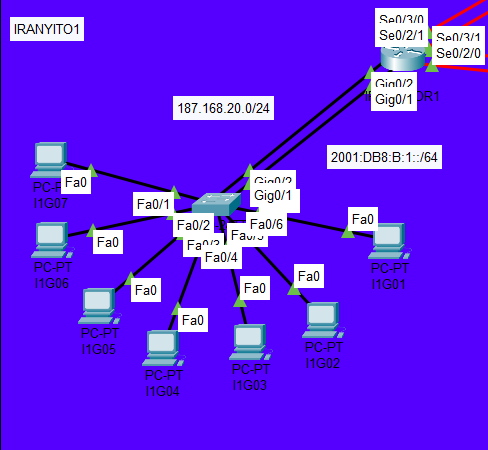 IRANYITO1
Se0/3/0
Se0/2/1
Se0/3/1
Se0/2/0
Gig0/2
Gig0/1
187.168.20.0/24
2001:DB8:B:1::/64
Gig0/2
Gig0/1
Fa0/1
Fa0/2
Fa0/3
Fa0/4
Fa0/5
Fa0/6
Fa0
I1G07
Fa0
PC-PT
I1G06
Fa0
PC-PT
I1G05
Fa0
PC-PT
I1G04
Fa0
PC-PT
I1G03
Fa0
PC-PT
I1G02
Fa0
PC-PT
I1G01